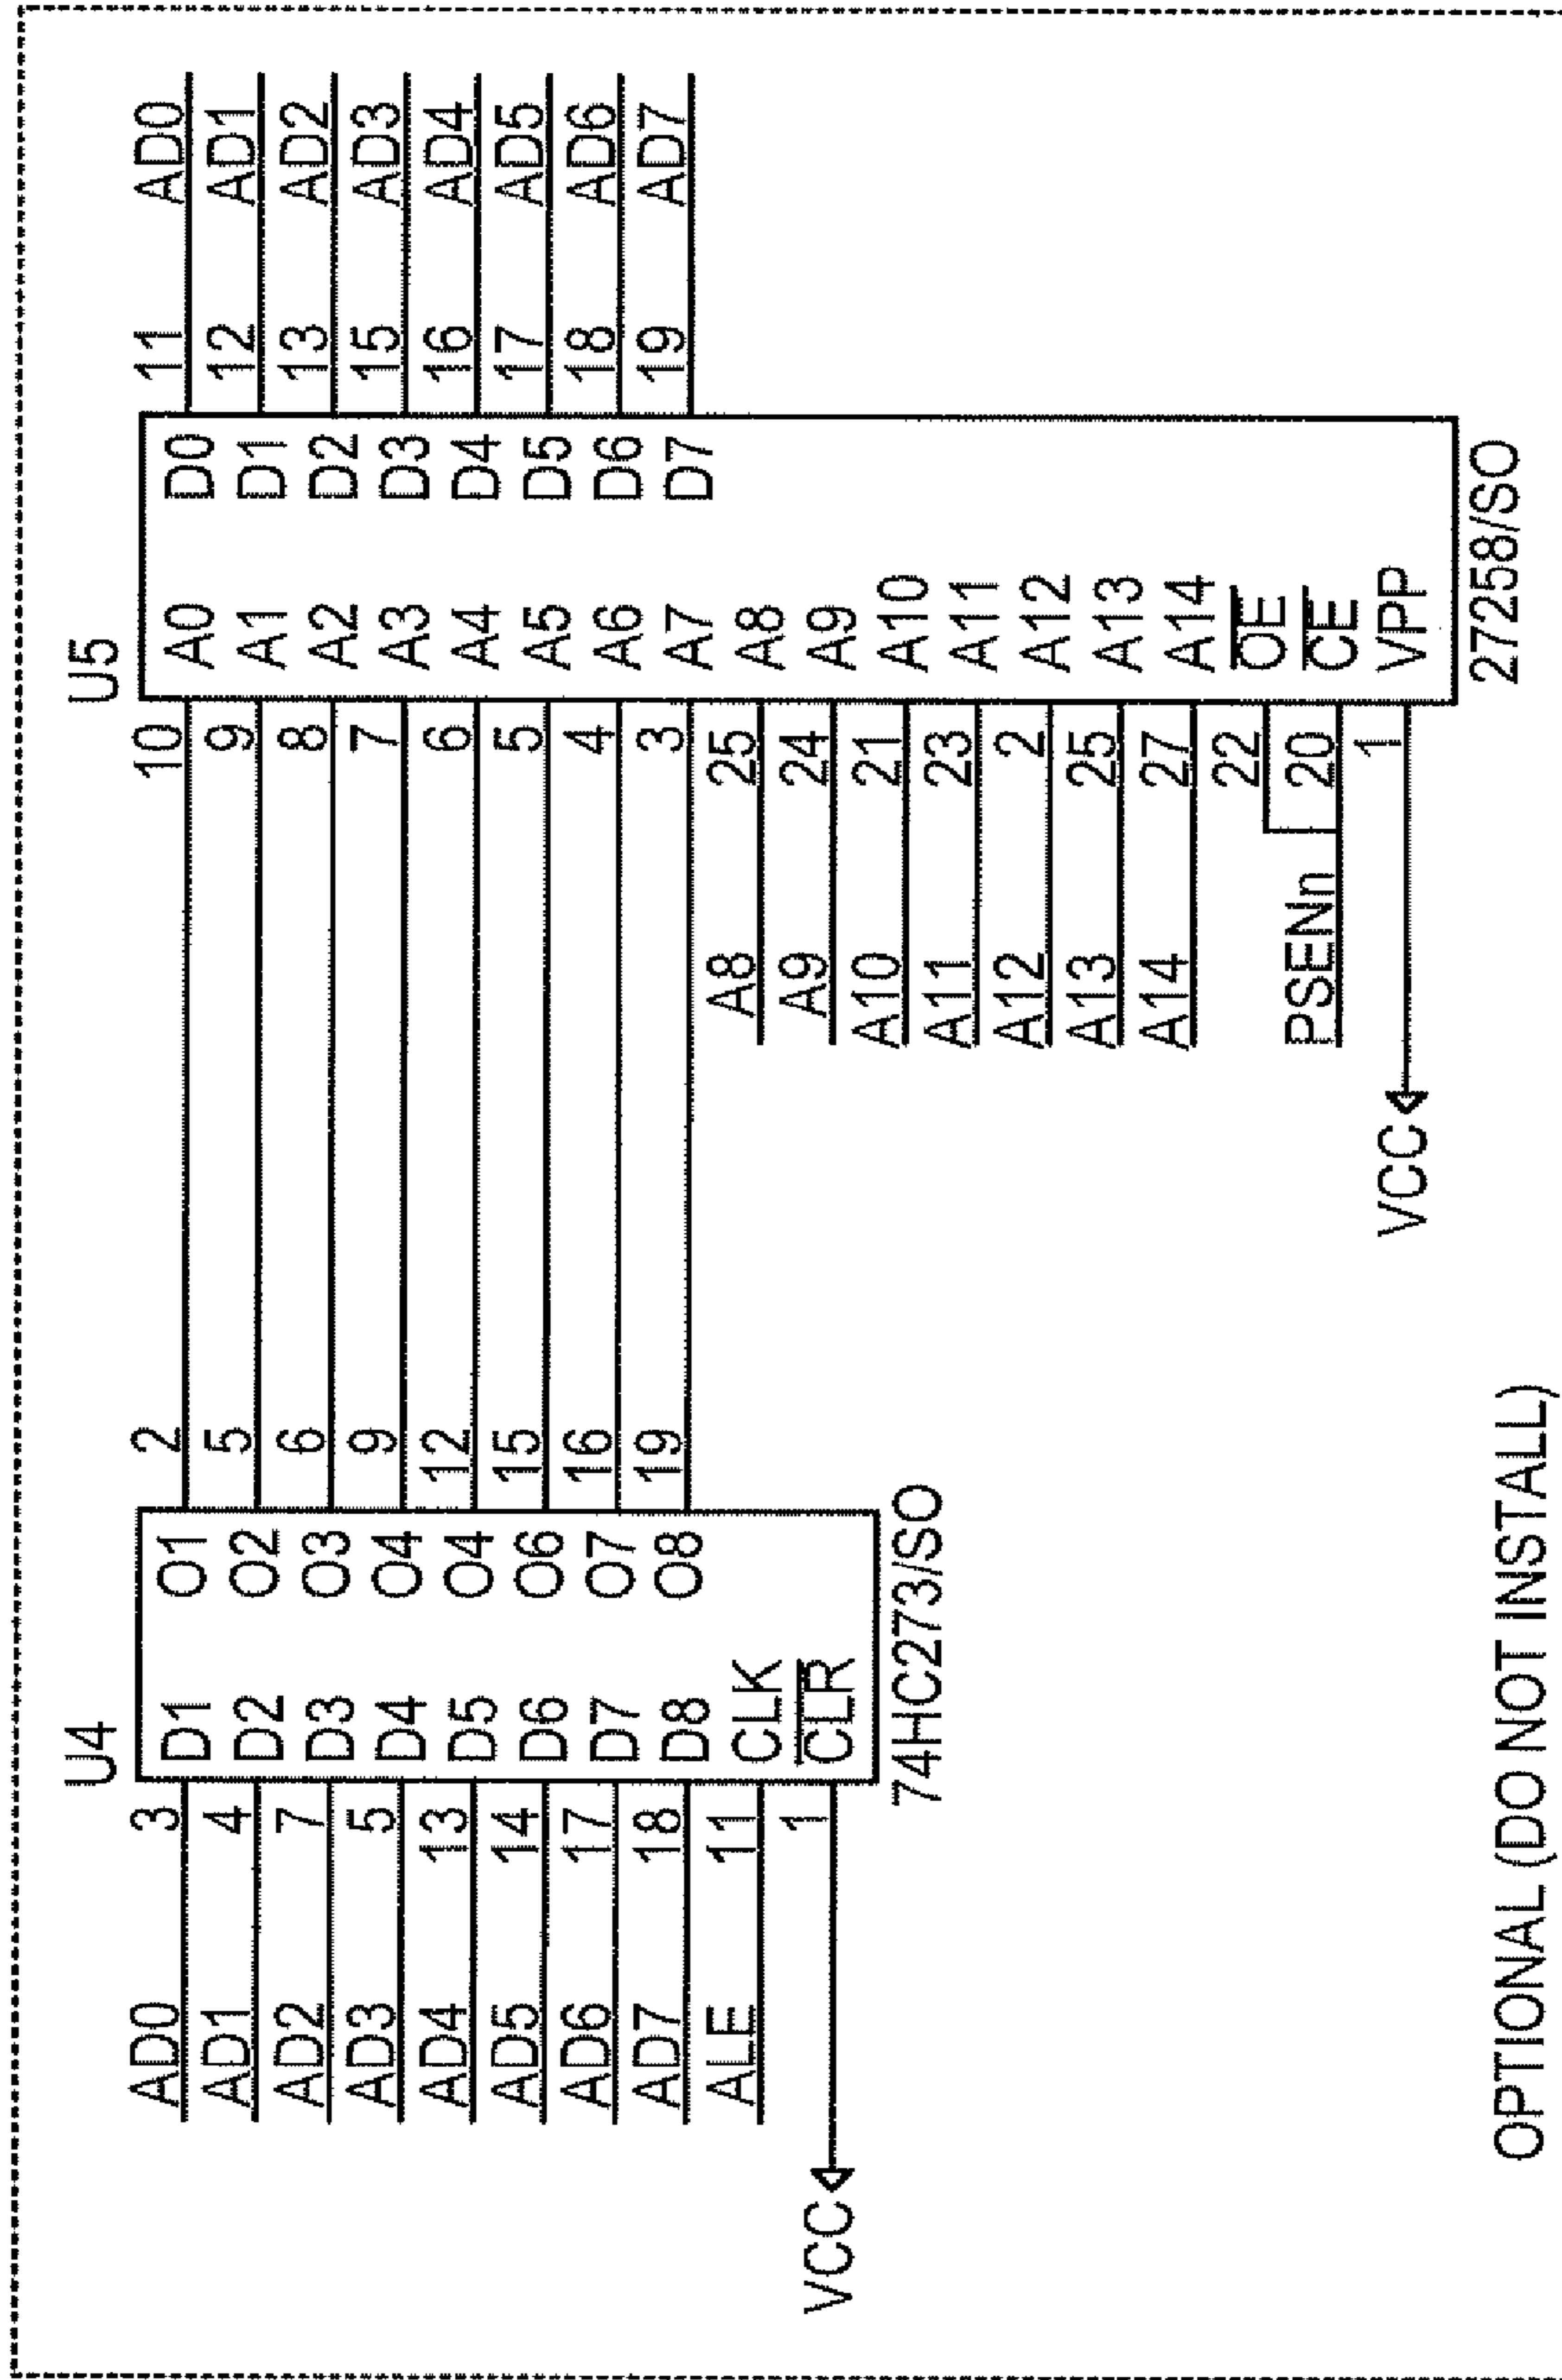 U4
AD0 3 D1 O1 2
AD1 4 D2 O2 5
AD2 7 D3 O3 6
AD3 5 D4 O4 9
AD4 13 D5 O4 12
AD5 14 D6 O6 15
AD6 17 D7 O7 16
AD7 18 D8 O8 19
ALE 11 CLK
1 CLR
VCC
74HC273/SO
U5
10 A0 D0 11 AD0
9 A1 D1 12 AD1
8 A2 D2 13 AD2
7 A3 D3 15 AD3
6 A4 D4 16 AD4
5 A5 D5 17 AD5
4 A6 D6 18 AD6
3 A7 D7 19 AD7
A8 25 A8
A9 24 A9
A10 21 A10
A11 23 A11
A12 2 A12
A13 25 A13
A14 27 A14
22 OE
PSENn 20 CE
VCC 1 VPP
27258/SO
OPTIONAL (DO NOT INSTALL)